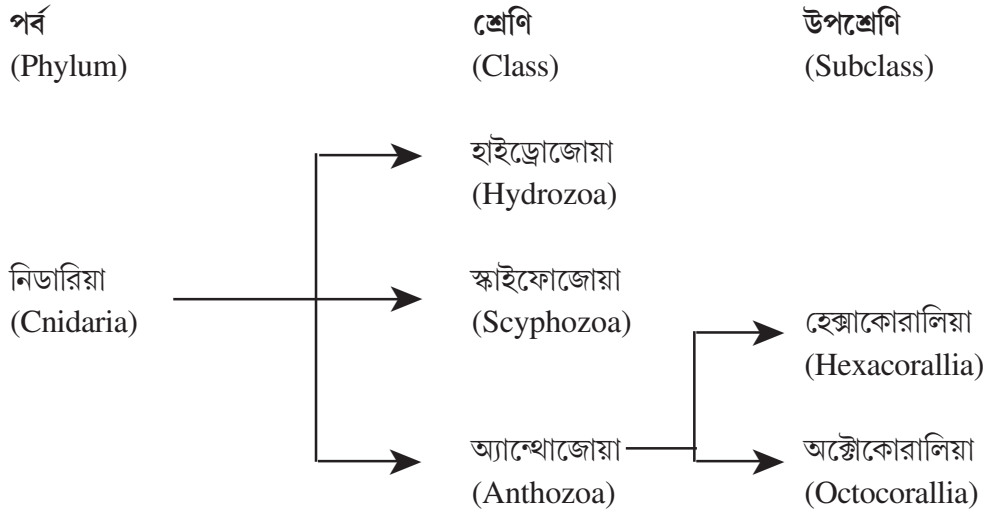 পর্ব শ্রেণি উপশ্রেণি
(Phylum) (Class) (Subclass)
হাইড্রোজোয়া
(Hydrozoa)
নিডারিয়া স্কাইফোজোয়া
(Cnidaria) (Scyphozoa)
হেক্সাকোরালিয়া
(Hexacorallia)
অ্যান্থোজোয়া অক্টোকোরালিয়া
(Anthozoa) (Octocorallia)